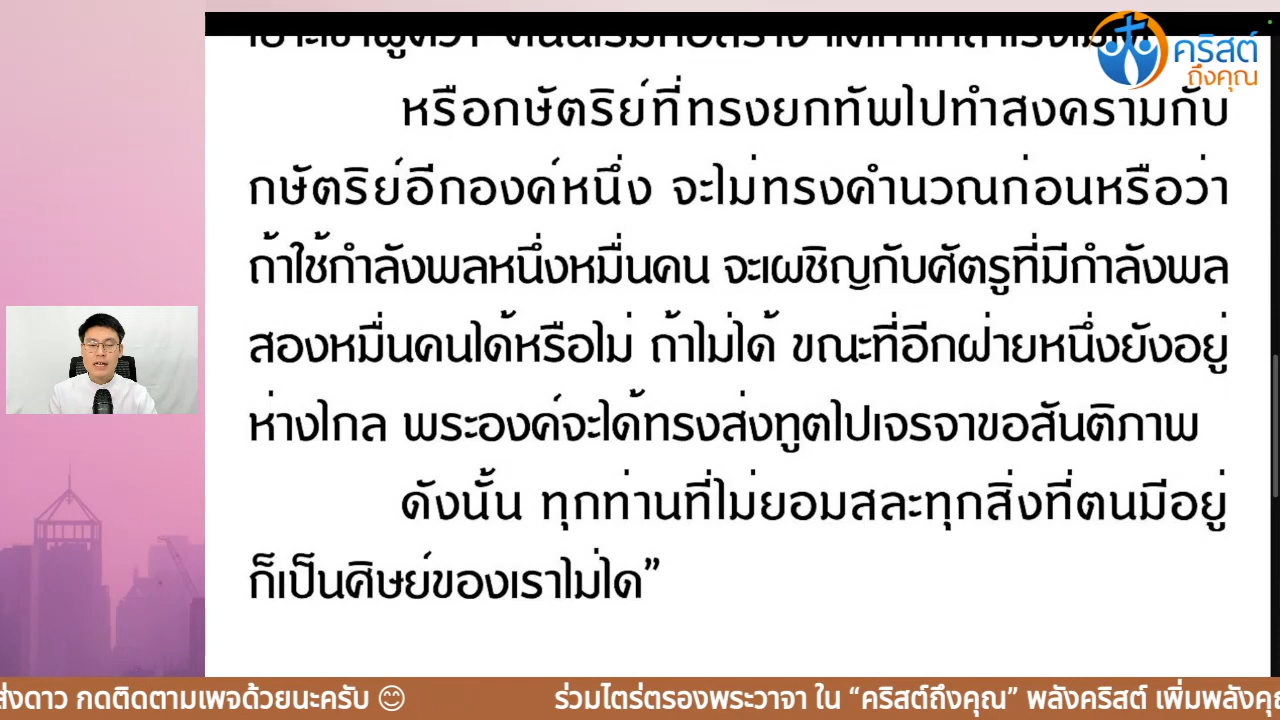 คริสต์
ถึงคุณ
หรือกษัตริย์ที่ทรงยกทัพไปทำสงครามกับ
กษัตริย์อีกองค์หนึ่ง จะไม่ทรงคำนวณก่อนหรือว่า
ถ้าใช้กำลังพลหนึ่งหมื่นคน จะเผชิญกับศัตรูที่มีกำลังพล
สองหมื่นคนได้หรือไม่ ถ้าไม่ได้ ขณะที่อีกฝ่ายหนึ่งยังอยู่
ห่างไกล พระองค์จะได้ทรงส่งทูตไปเจรจาขอสันติภาพ
ดังนั้น ทุกท่านที่ไม่ยอมสละทุกสิ่งที่ตนมีอยู่
ก็เป็นศิษย์ของเราไม่ได”
ส่งดาว กดติดตามเพจด้วยนะครับ 😊 ร่วมไตร่ตรองพระวาจา ใน “คริสต์ถึงคุณ” พลังคริสต์ เพิ่มพลัง